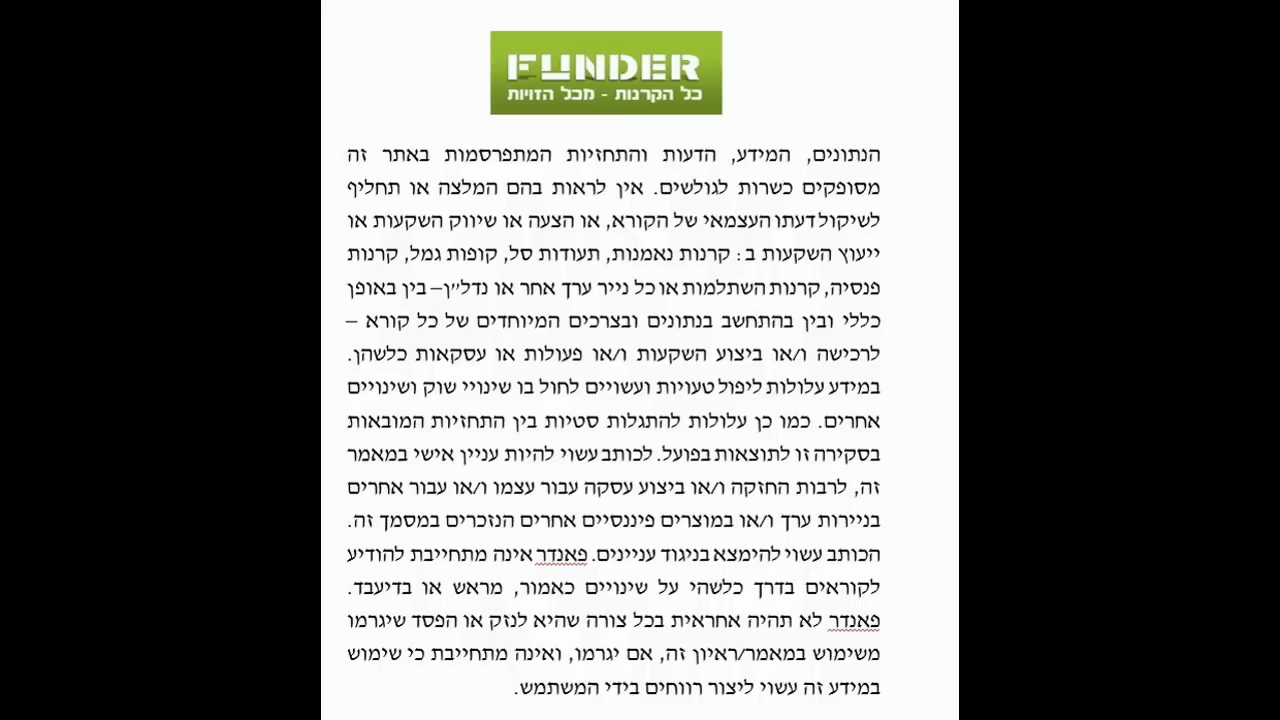 FUNDER
כל הקרנות - מכל הזויות
הנתונים, המידע, הדעות והתחזיות המתפרסמות באתר זה
מסופקים כשרות לגולשים. אין לראות בהם המלצה או תחליף
לשיקול דעתו העצמאי של הקורא, או הצעה או שיווק השקעות או
ייעוץ השקעות ב: קרנות נאמנות, תעודות סל, קופות גמל, קרנות
פנסיה, קרנות השתלמות או כל נייר ערך אחר או נדל״ן– בין באופן
כללי ובין בהתחשב בנתונים ובצרכים המיוחדים של כל קורא –
לרכישה ו/או ביצוע השקעות ו/או פעולות או עסקאות כלשהן.
במידע עלולות ליפול טעויות ועשויים לחול בו שינויי שוק ושינויים
אחרים. כמו כן עלולות להתגלות סטיות בין התחזיות המובאות
בסקירה זו לתוצאות בפועל. לכותב עשוי להיות עניין אישי במאמר
זה, לרבות החזקה ו/או ביצוע עסקה עבור עצמו ו/או עבור אחרים
בניירות ערך ו/או במוצרים פיננסיים אחרים הנזכרים במסמך זה.
הכותב עשוי להימצא בניגוד עניינים. פאנדר אינה מתחייבת להודיע
לקוראים בדרך כלשהי על שינויים כאמור, מראש או בדיעבד.
פאנדר לא תהיה אחראית בכל צורה שהיא לנזק או הפסד שיגרמו
משימוש במאמר/ראיון זה, אם יגרמו, ואינה מתחייבת כי שימוש
במידע זה עשוי ליצור רווחים בידי המשתמש.